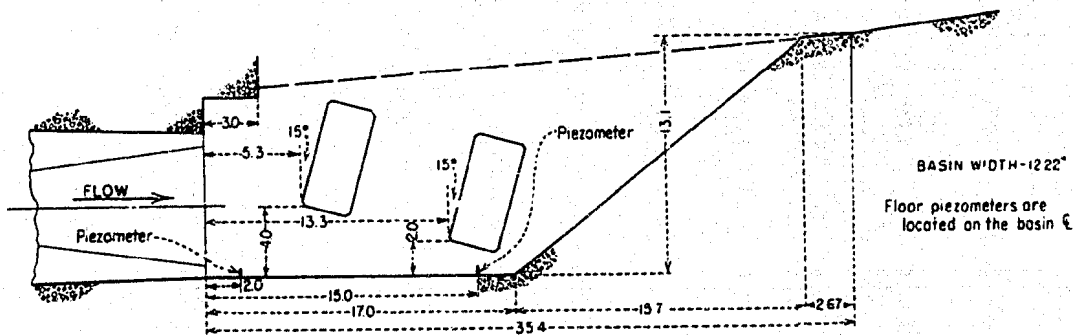 3.0
15°
5.3
Piezometer
15°
13.1
FLOW
BASIN WIDTH-12.22"
13.3
Floor piezometers are
located on the basin ℄
Piezometer
4.0
2.0
2.0
15.0
17.0
15.7
2.67
35.4